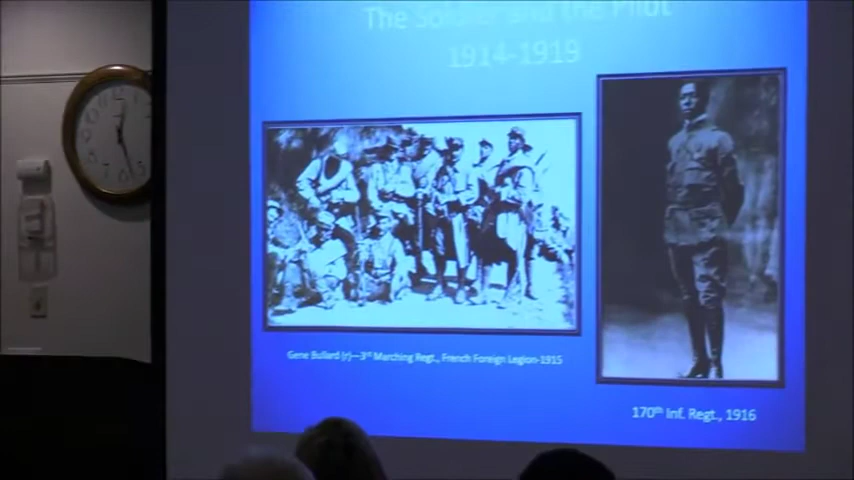 The Soldier and the Pilot
1914-1919
Gene Bullard (r)—3rd Marching Regt., French Foreign Legion-1915
170th Inf. Regt., 1916